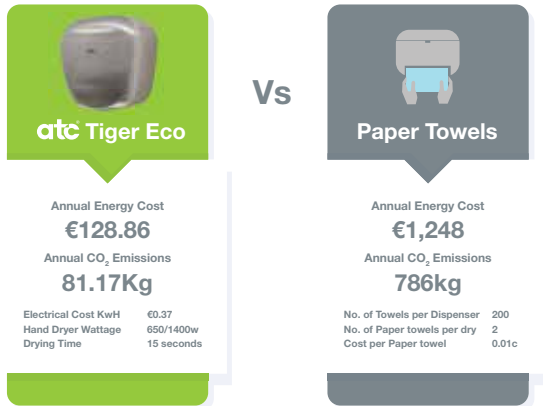 atc Tiger Eco
Annual Energy Cost
€128.86
Annual CO₂ Emissions
81.17Kg
Electrical Cost KwH €0.37
Hand Dryer Wattage 650/1400w
Drying Time 15 seconds
Vs
Paper Towels
Annual Energy Cost
€1,248
Annual CO₂ Emissions
786kg
No. of Towels per Dispenser 200
No. of Paper towels per dry 2
Cost per Paper towel 0.01c